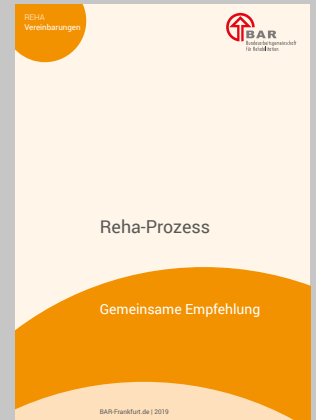 REHA
Vereinbarungen
BAR
Bundesarbeitsgemeinschaft
für Rehabilitation
Reha-Prozess
Gemeinsame Empfehlung
BAR-Frankfurt.de | 2019